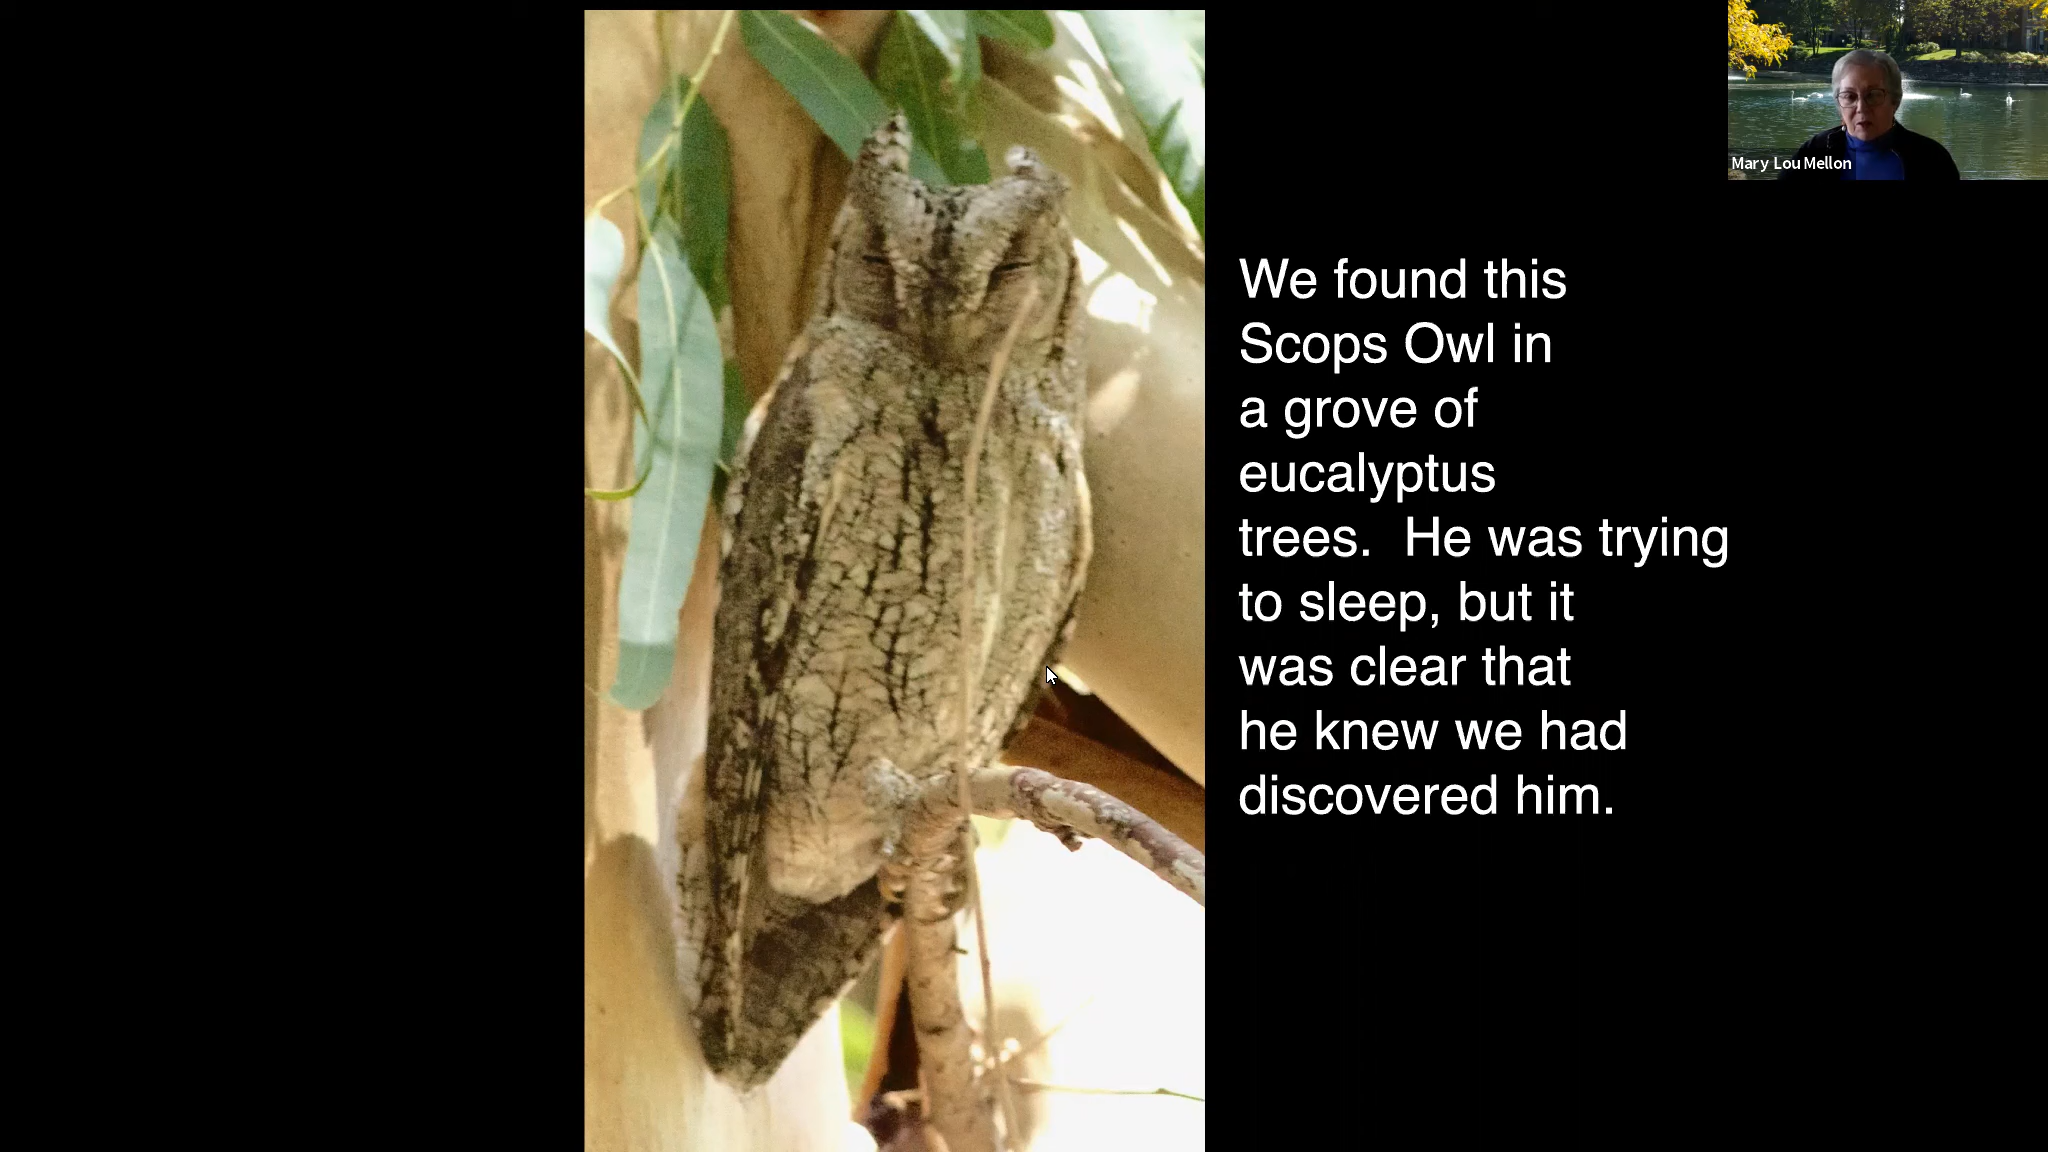 Mary Lou Mellon
We found this
Scops Owl in
a grove of
eucalyptus
trees.  He was trying
to sleep, but it
was clear that
he knew we had
discovered him.